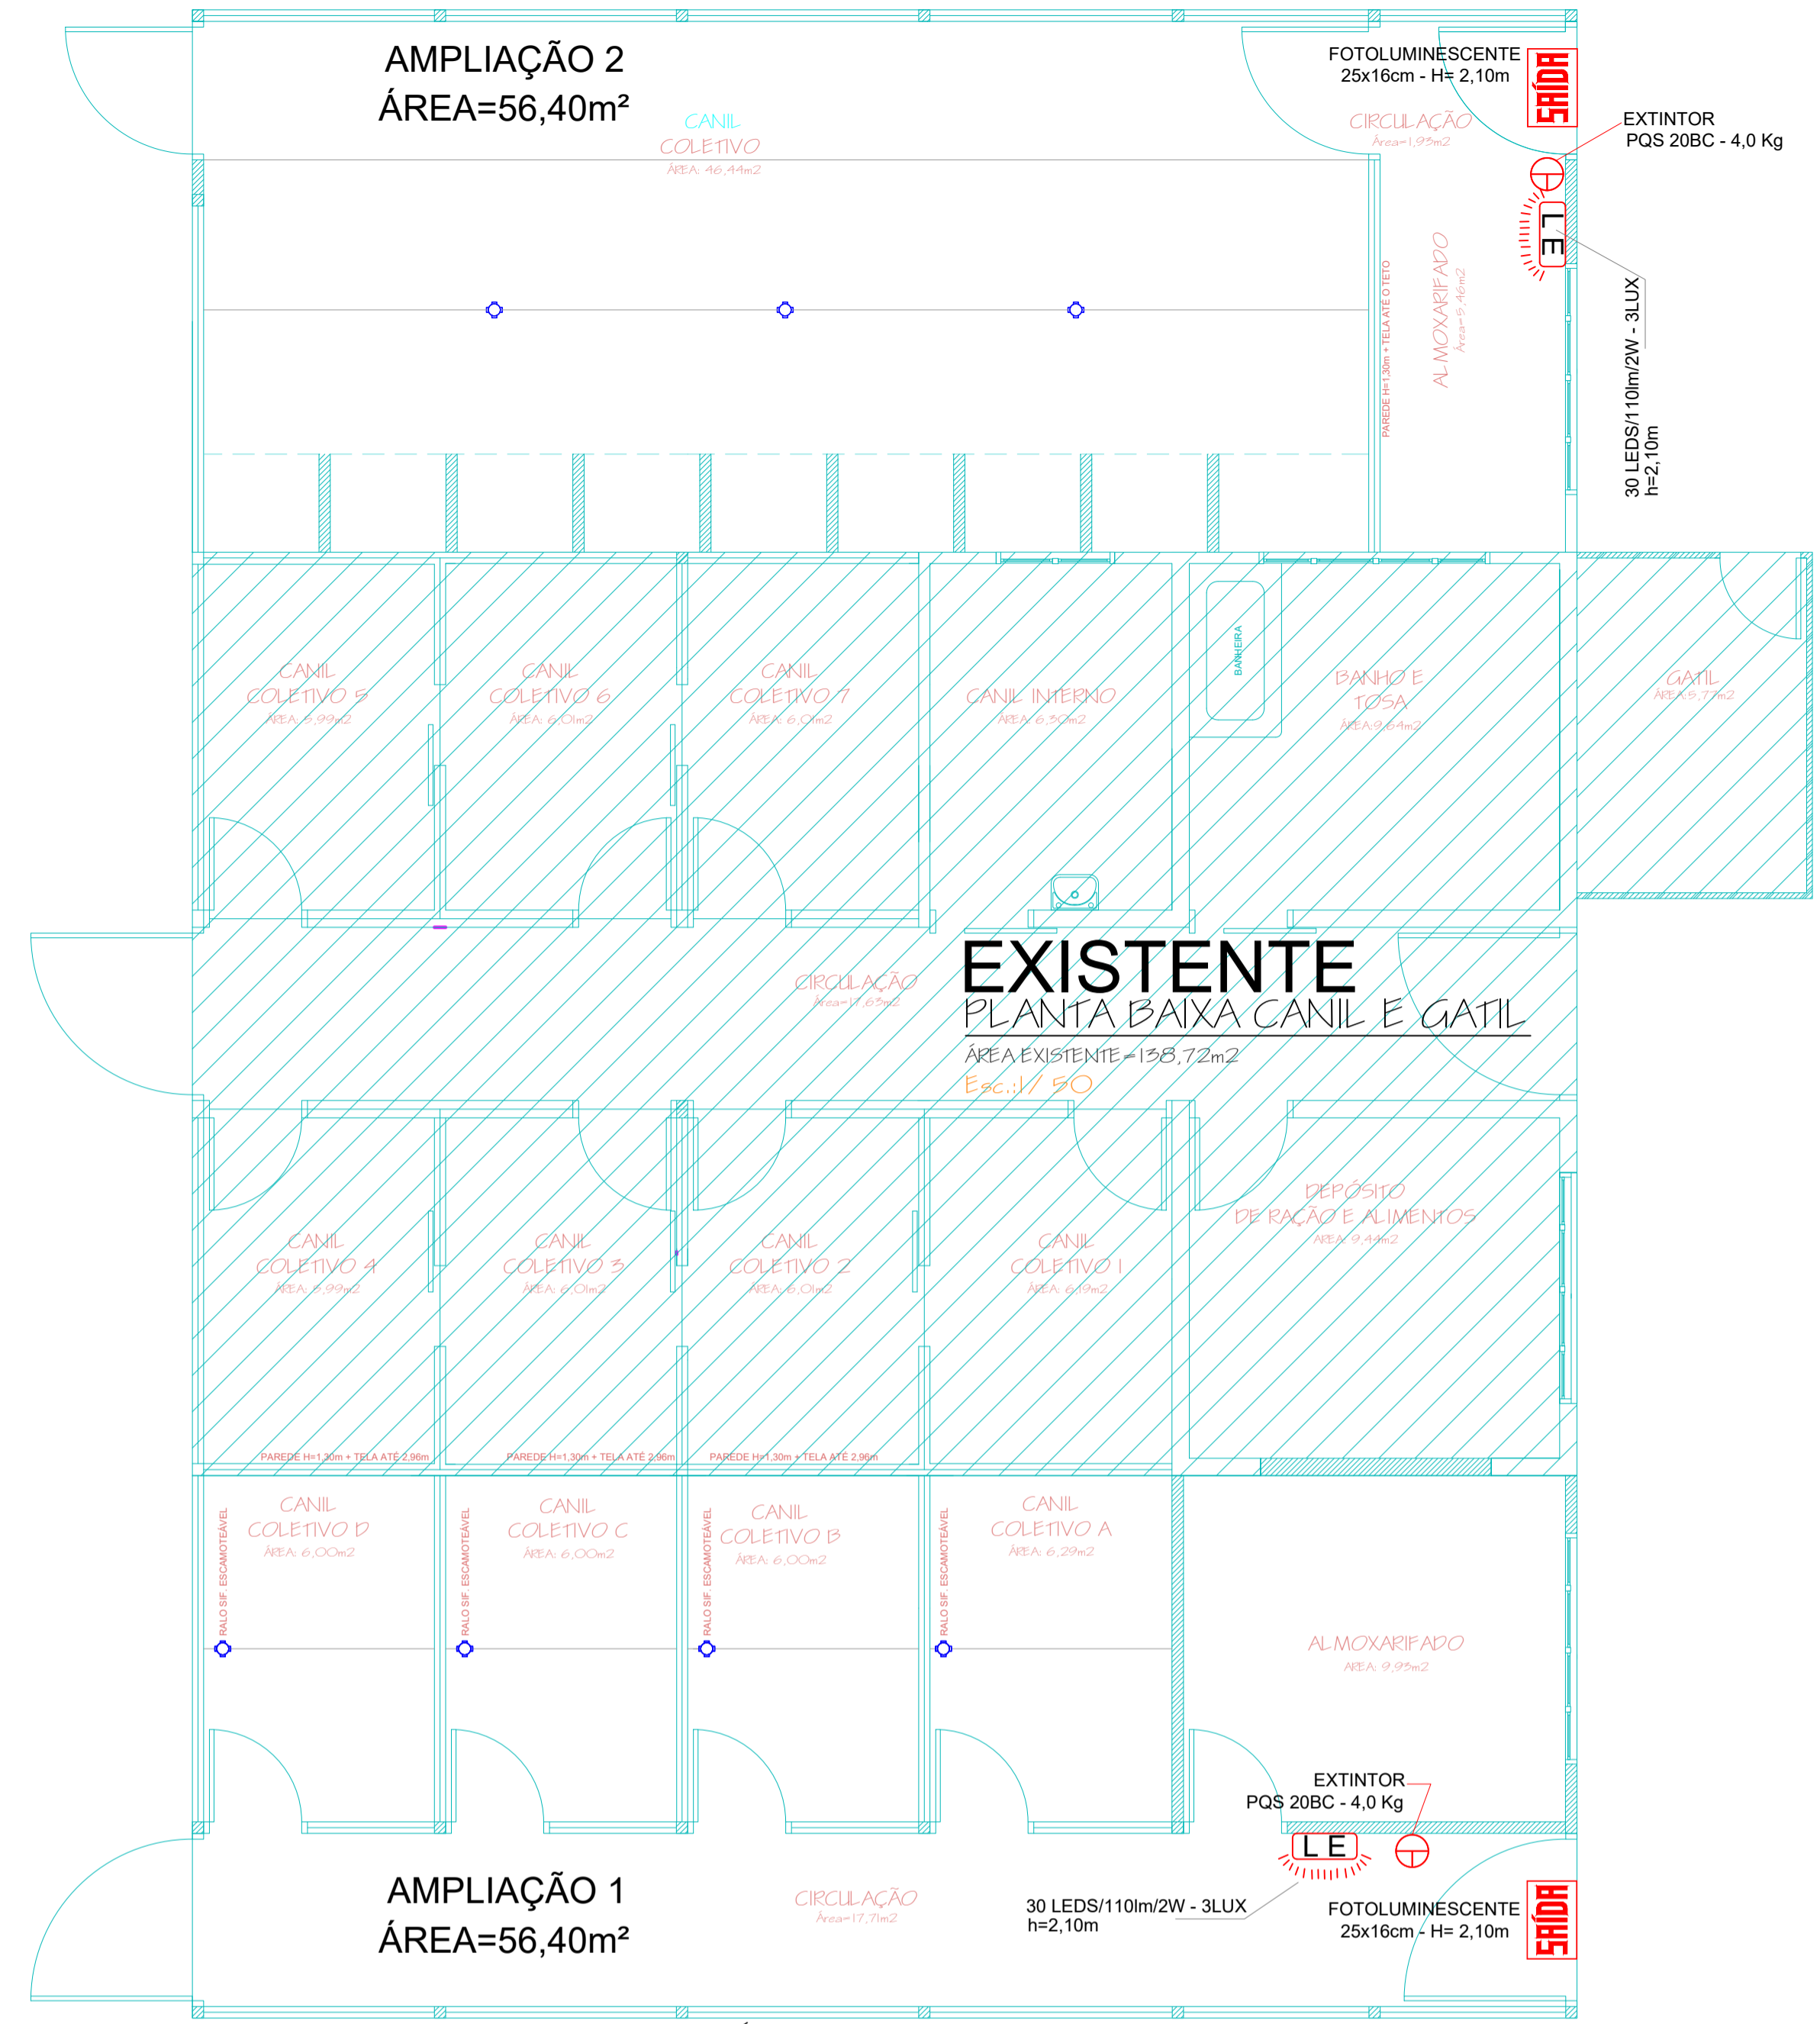 AMPLIAÇÃO 2
ÁREA=56,40m²
CANIL
COLETIVO
ÁREA: 46,44m2
FOTOLUMINESCENTE
25x16cm - H= 2,10m
SAÍDA
CIRCULAÇÃO
Área=1,93m2
EXTINTOR
PQS 20BC - 4,0 Kg
L E
30 LEDS/110lm/2W - 3LUX
h=2,10m
ALMOXARIFADO
Área=5,46m2
PAREDE H=1,30m + TELA ATÉ O TETO
CANIL
COLETIVO 5
ÁREA: 5,99m2
CANIL
COLETIVO 6
ÁREA: 6,01m2
CANIL
COLETIVO 7
ÁREA: 6,01m2
CANIL INTERNO
ÁREA: 6,30m2
BANHEIRA
BANHO E
TOSA
ÁREA:9,64m2
GATIL
ÁREA:5,77m2
CIRCULAÇÃO
Área=17,63m2
EXISTENTE
PLANTA BAIXA CANIL E GATIL
ÁREA EXISTENTE=138,72m2
Esc.:1/ 50
CANIL
COLETIVO 4
ÁREA: 5,99m2
CANIL
COLETIVO 3
ÁREA: 6,01m2
CANIL
COLETIVO 2
ÁREA: 6,01m2
CANIL
COLETIVO 1
ÁREA: 6,19m2
DEPÓSITO
DE RAÇÃO E ALIMENTOS
AREA: 9,44m2
PAREDE H=1,30m + TELA ATÉ 2,96m
PAREDE H=1,30m + TELA ATÉ 2,96m
PAREDE H=1,30m + TELA ATÉ 2,96m
CANIL
COLETIVO D
ÁREA: 6,00m2
RALO SIF. ESCAMOTEÁVEL
CANIL
COLETIVO C
ÁREA: 6,00m2
RALO SIF. ESCAMOTEÁVEL
CANIL
COLETIVO B
ÁREA: 6,00m2
RALO SIF. ESCAMOTEÁVEL
CANIL
COLETIVO A
ÁREA: 6,29m2
RALO SIF. ESCAMOTEÁVEL
ALMOXARIFADO
AREA: 9,93m2
EXTINTOR
PQS 20BC - 4,0 Kg
L E
AMPLIAÇÃO 1
ÁREA=56,40m²
CIRCULAÇÃO
Área=17,71m2
30 LEDS/110lm/2W - 3LUX
h=2,10m
FOTOLUMINESCENTE
25x16cm - H= 2,10m
SAÍDA